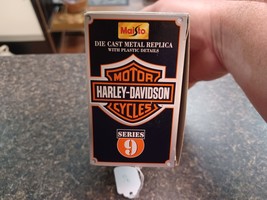 Maisto
DIE CAST METAL REPLICA
WITH PLASTIC DETAILS
MOTOR
HARLEY-DAVIDSON
CYCLES
SERIES
9